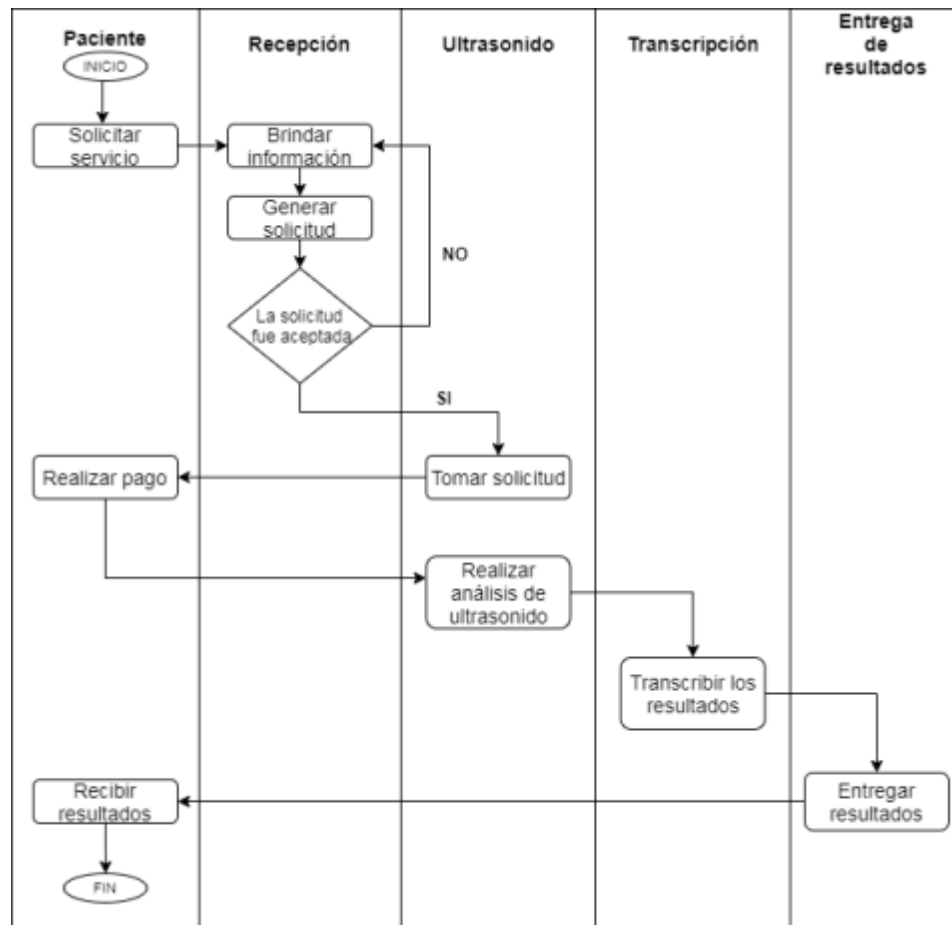 Paciente
Recepción
Ultrasonido
Transcripción
Entrega
de
resultados
INICIO
Solicitar
servicio
Brindar
información
Generar
solicitud
NO
La solicitud
fue aceptada
SI
Realizar pago
Tomar solicitud
Realizar
análisis de
ultrasonido
Transcribir los
resultados
Recibir
resultados
Entregar
resultados
FIN